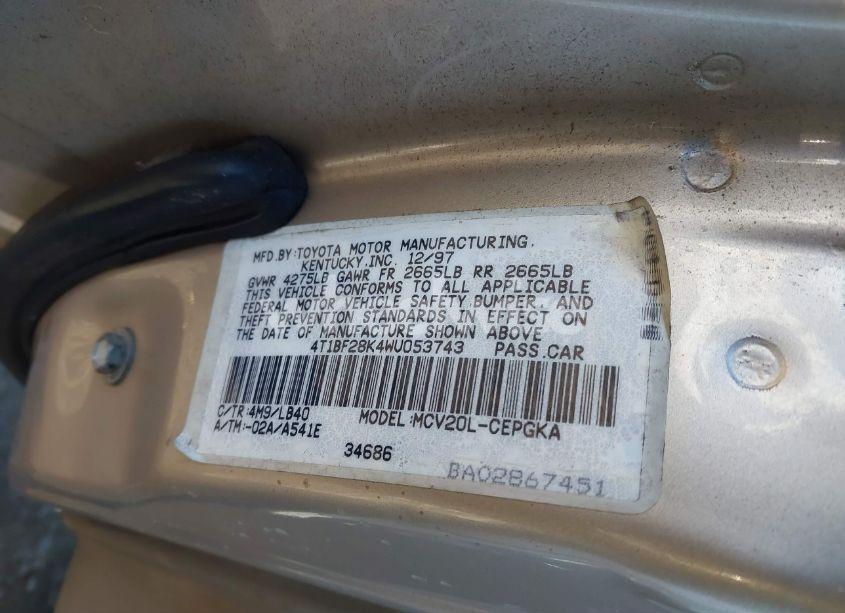 MFD.BY:TOYOTA MOTOR MANUFACTURING,
KENTUCKY,INC. 12/97
GVWR 4275LB GAWR FR 2665LB RR 2665LB
THIS VEHICLE CONFORMS TO ALL APPLICABLE
FEDERAL MOTOR VEHICLE SAFETY BUMPER, AND
THEFT PREVENTION STANDARDS IN EFFECT ON
THE DATE OF MANUFACTURE SHOWN ABOVE
4T1BF28K4WU053743 PASS.CAR
C/TR:4M9/LB40 MODEL:MCV20L-CEPGKA
A/TM:-02A/A541E
34686
BA02867451